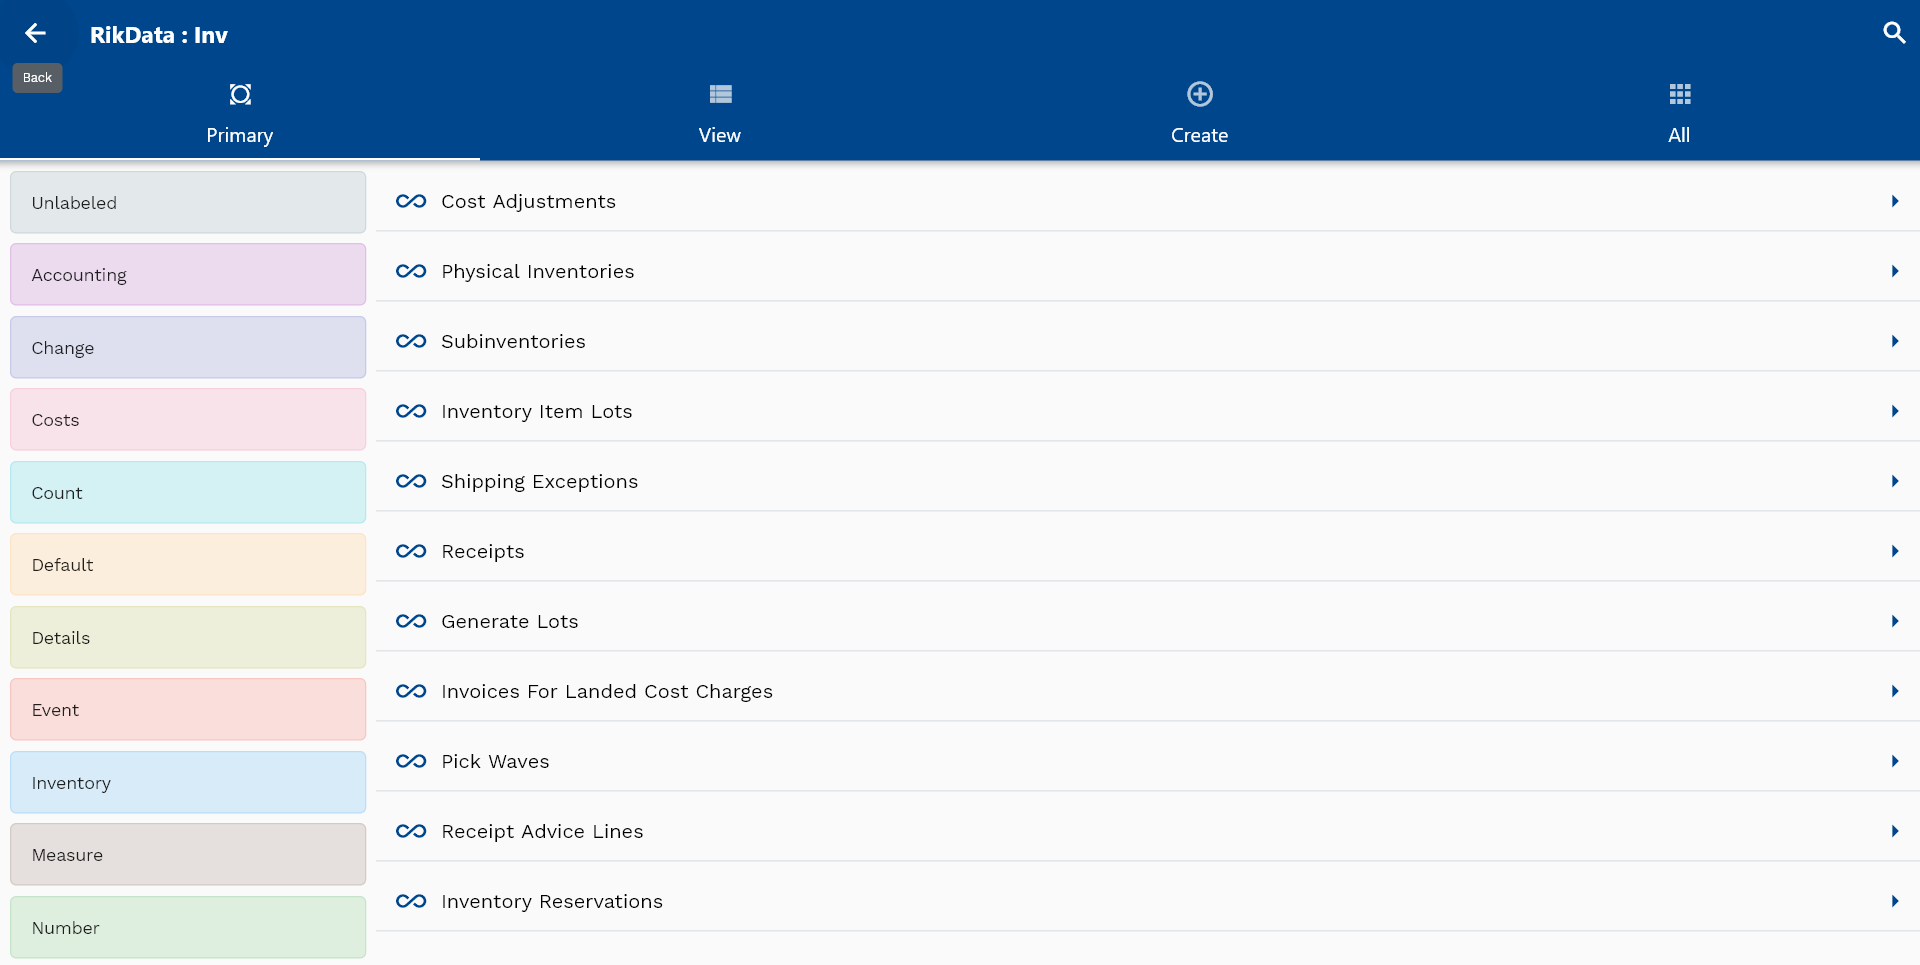 RikData : Inv
Back
Primary
View
Create
All
Unlabeled
Accounting
Change
Costs
Count
Default
Details
Event
Inventory
Measure
Number
Cost Adjustments
Physical Inventories
Subinventories
Inventory Item Lots
Shipping Exceptions
Receipts
Generate Lots
Invoices For Landed Cost Charges
Pick Waves
Receipt Advice Lines
Inventory Reservations